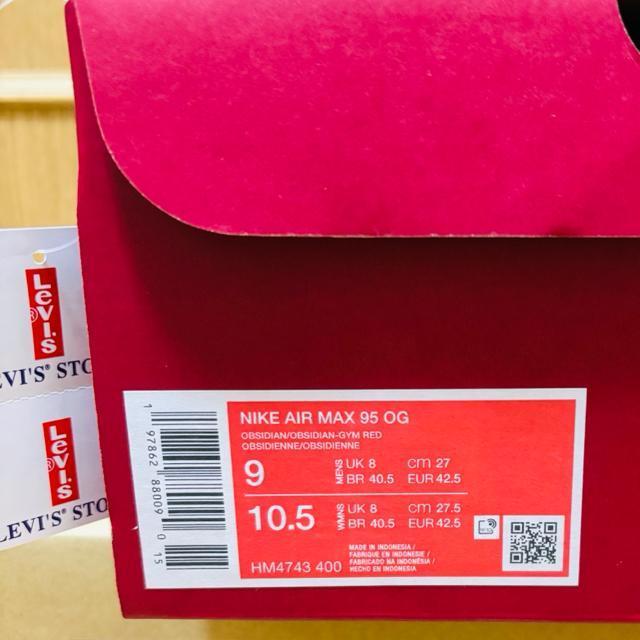 LEVI'S®
EVI'S® STO
LEVI'S®
LEVI'S STO
NIKE AIR MAX 95 OG
OBSIDIAN/OBSIDIAN-GYM RED
OBSIDIENNE/OBSIDIENNE
9 MENS UK 8 cm 27
BR 40.5 EUR 42.5
10.5 WMNS UK 8 cm 27.5
BR 40.5 EUR 42.5
HM4743 400
MADE IN INDONESIA /
FABRIQUE EN INDONESIE /
FABRICADO NA INDONÉSIA /
HECHO EN INDONESIA
1 97862 88009 0 15